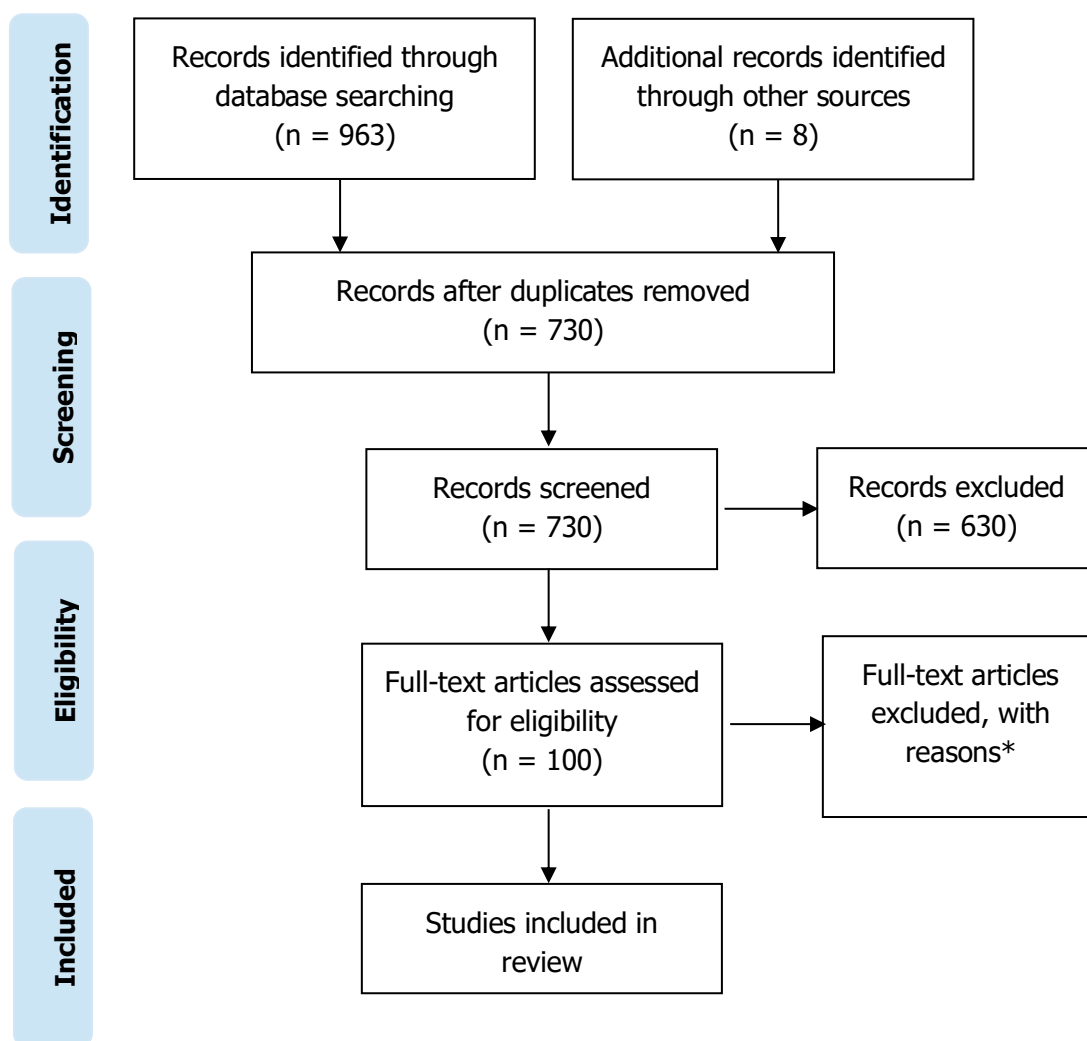 Identification
Records identified through
database searching
(n = 963)
Additional records identified
through other sources
(n = 8)
Screening
Records after duplicates removed
(n = 730)
Records screened
(n = 730)
Records excluded
(n = 630)
Eligibility
Full-text articles assessed
for eligibility
(n = 100)
Full-text articles
excluded, with
reasons*
Included
Studies included in
review